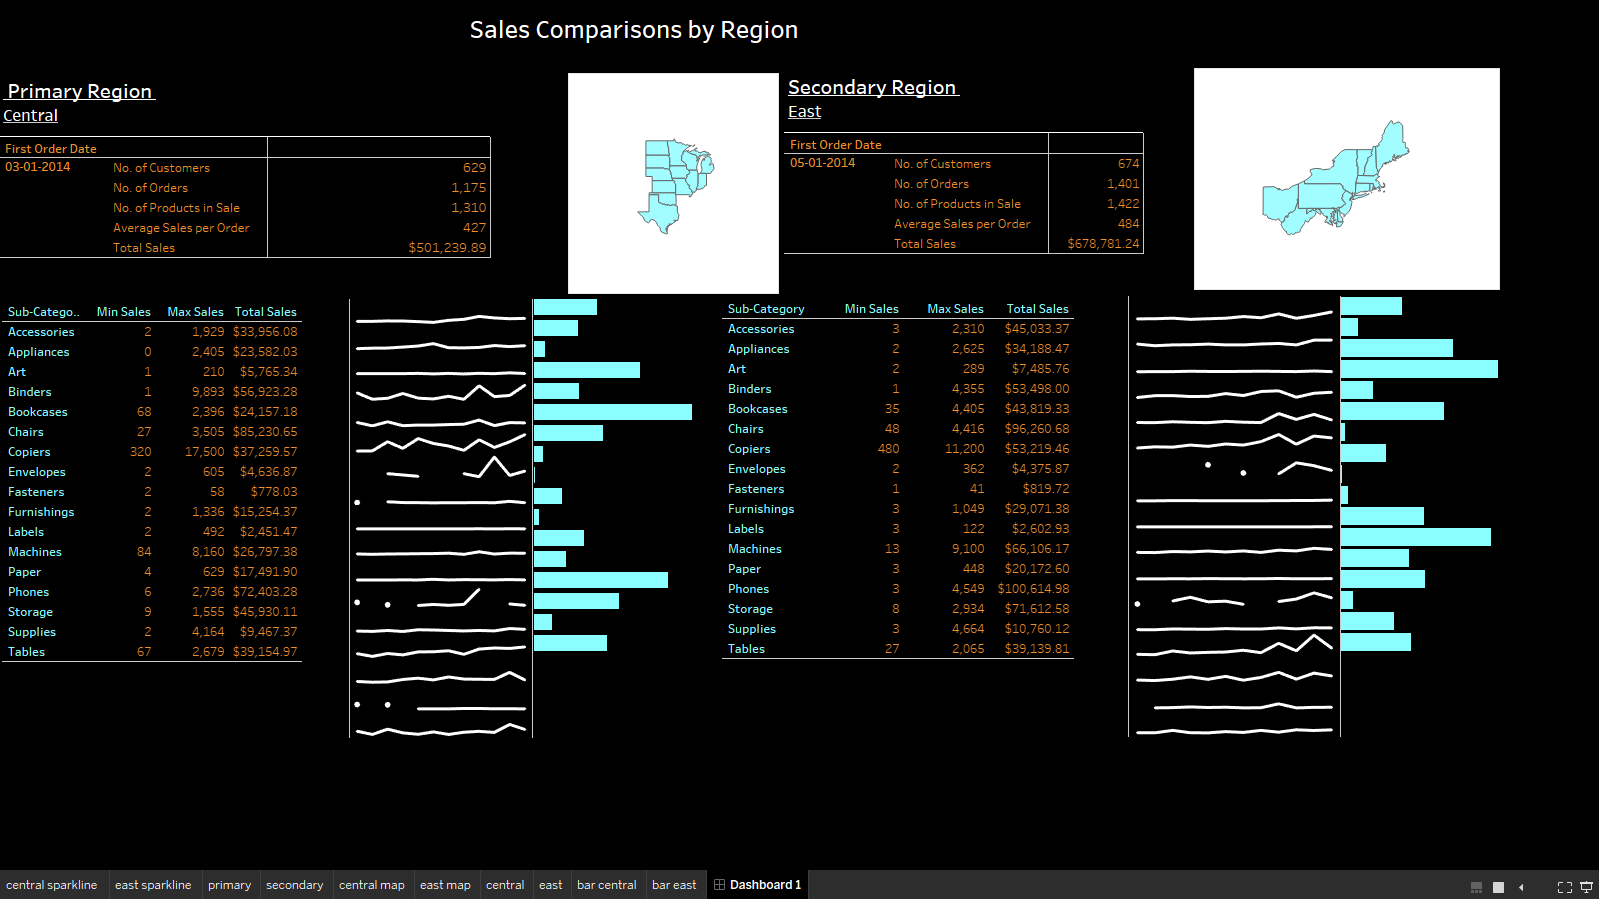 Sales Comparisons by Region
Primary Region
Central
First Order Date
03-01-2014 No. of Customers 629
No. of Orders 1,175
No. of Products in Sale 1,310
Average Sales per Order 427
Total Sales $501,239.89
Secondary Region
East
First Order Date
05-01-2014 No. of Customers 674
No. of Orders 1,401
No. of Products in Sale 1,422
Average Sales per Order 484
Total Sales $678,781.24
Sub-Catego.. Min Sales Max Sales Total Sales
Accessories 2 1,929 $33,956.08
Appliances 0 2,405 $23,582.03
Art 1 210 $5,765.34
Binders 1 9,893 $56,923.28
Bookcases 68 2,396 $24,157.18
Chairs 27 3,505 $85,230.65
Copiers 320 17,500 $37,259.57
Envelopes 2 605 $4,636.87
Fasteners 2 58 $778.03
Furnishings 2 1,336 $15,254.37
Labels 2 492 $2,451.47
Machines 84 8,160 $26,797.38
Paper 4 629 $17,491.90
Phones 6 2,736 $72,403.28
Storage 9 1,555 $45,930.11
Supplies 2 4,164 $9,467.37
Tables 67 2,679 $39,154.97
Sub-Category Min Sales Max Sales Total Sales
Accessories 3 2,310 $45,033.37
Appliances 2 2,625 $34,188.47
Art 2 289 $7,485.76
Binders 1 4,355 $53,498.00
Bookcases 35 4,405 $43,819.33
Chairs 48 4,416 $96,260.68
Copiers 480 11,200 $53,219.46
Envelopes 2 362 $4,375.87
Fasteners 1 41 $819.72
Furnishings 3 1,049 $29,071.38
Labels 3 122 $2,602.93
Machines 13 9,100 $66,106.17
Paper 3 448 $20,172.60
Phones 3 4,549 $100,614.98
Storage 8 2,934 $71,612.58
Supplies 3 4,664 $10,760.12
Tables 27 2,065 $39,139.81
central sparkline east sparkline primary secondary central map east map central east bar central bar east Dashboard 1